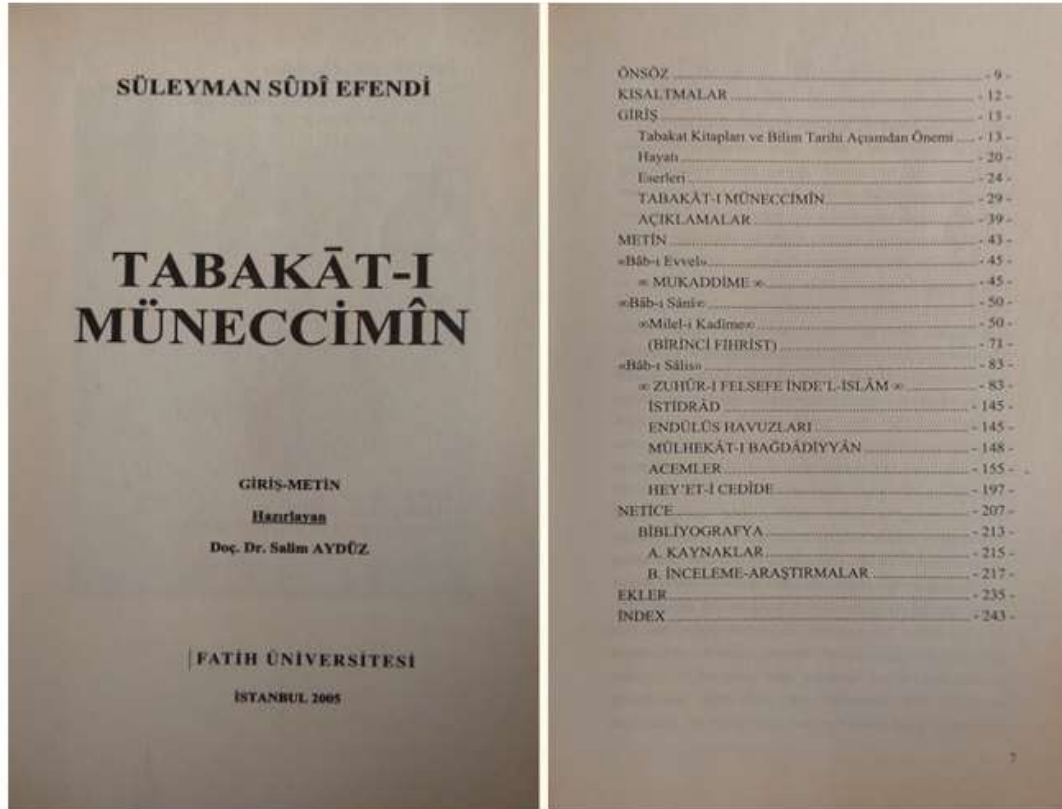 SÜLEYMAN SÛDÎ EFENDİ
TABAKĀT-I
MÜNECCİMÎN
GİRİŞ-METİN
Hazırlayan
Doç. Dr. Salim AYDÜZ
FATİH ÜNİVERSİTESİ
İSTANBUL 2005
ÖNSÖZ - 9 -
KISALTMALAR - 12 -
GİRİŞ - 13 -
Tabakat Kitapları ve Bilim Tarihi Açısından Önemi - 13 -
Hayatı - 20 -
Eserleri - 24 -
TABAKĀT-I MÜNECCİMÎN - 29 -
AÇIKLAMALAR - 39 -
METİN - 43 -
«Bâb-ı Evvel» - 45 -
∞ MUKADDİME ∞ - 45 -
∞Bâb-ı Sânî∞ - 50 -
∞Milel-i Kadîme∞ - 50 -
(BİRİNCİ FIHRİST) - 71 -
«Bâb-ı Sâlis» - 83 -
∞ ZUHÛR-I FELSEFE İNDE'L-İSLÂM ∞ - 83 -
İSTİDRÂD - 145 -
ENDÜLÜS HAVUZLARI - 145 -
MÜLHEKÂT-I BAĞDÂDİYYÂN - 148 -
ACEMLER - 155 -
HEY'ET-İ CEDÎDE - 197 -
NETİCE - 207 -
BİBLİYOGRAFYA - 213 -
A. KAYNAKLAR - 215 -
B. İNCELEME-ARAŞTIRMALAR - 217 -
EKLER - 235 -
İNDEX - 243 -
7